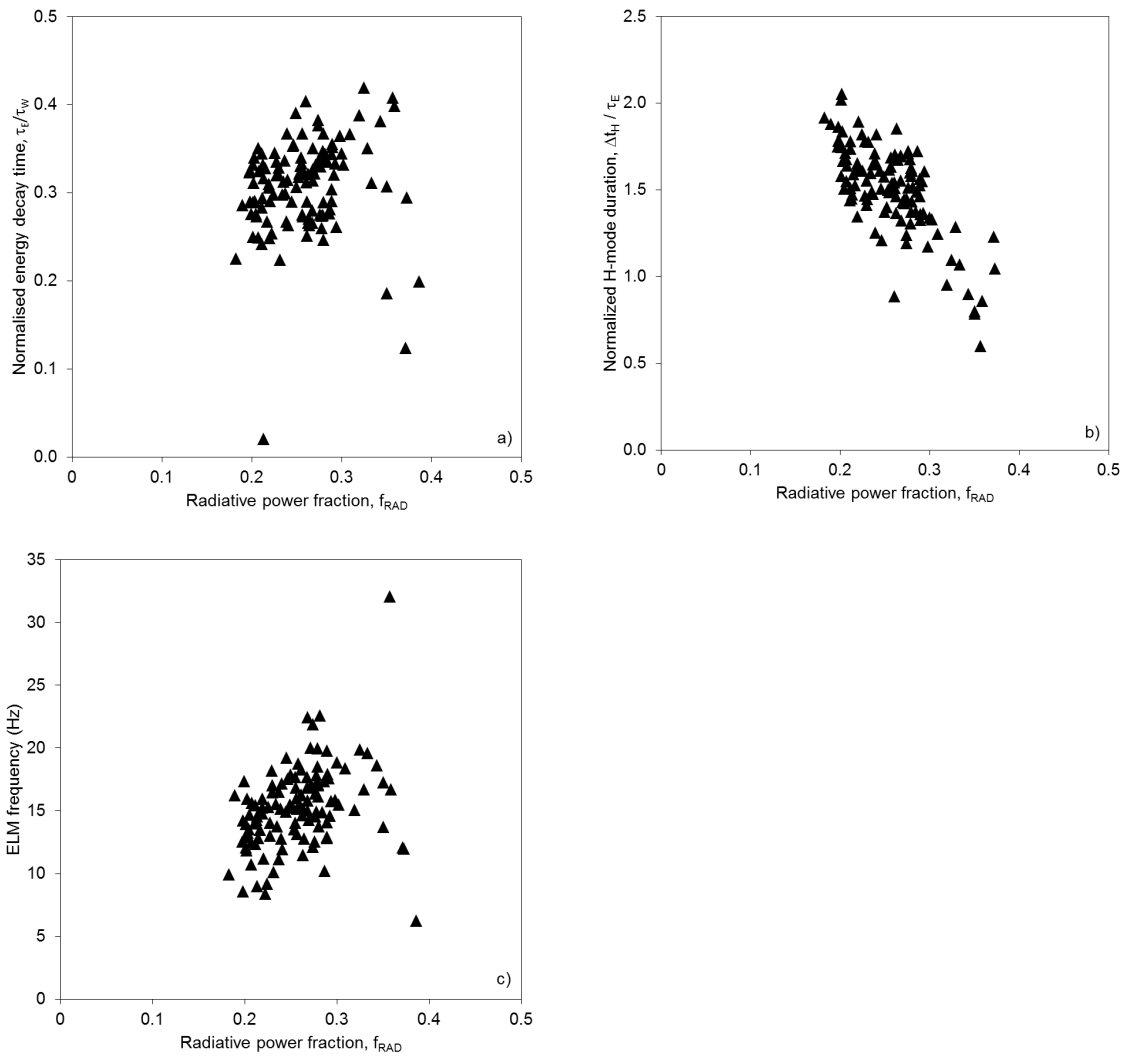 0.5
0.4
0.3
0.2
0.1
0.0
Normalised energy decay time, τE/τW
0 0.1 0.2 0.3 0.4 0.5
Radiative power fraction, fRAD
a)
2.5
2.0
1.5
1.0
0.5
0.0
Normalized H-mode duration, ΔtH / τE
0 0.1 0.2 0.3 0.4 0.5
Radiative power fraction, fRAD
b)
35
30
25
20
15
10
5
0
ELM frequency (Hz)
0 0.1 0.2 0.3 0.4 0.5
Radiative power fraction, fRAD
c)